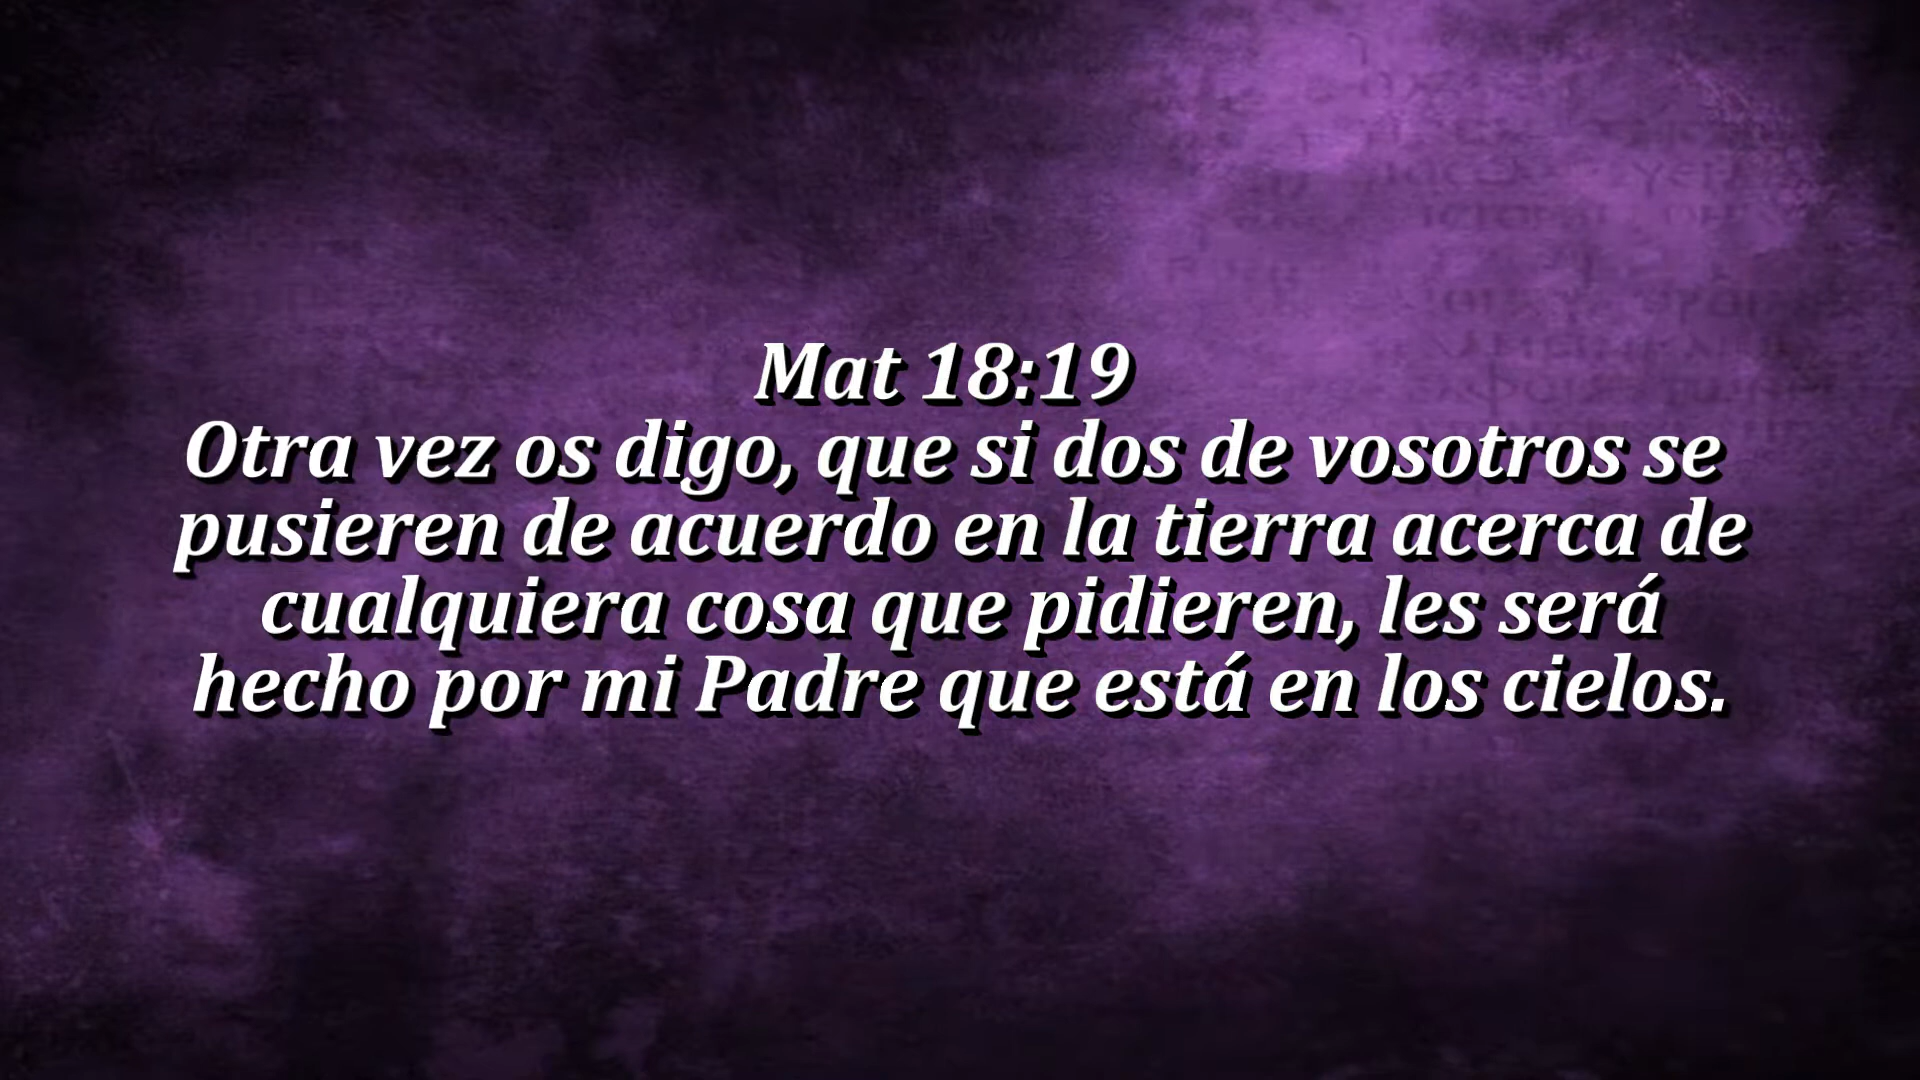 Mat 18:19
Otra vez os digo, que si dos de vosotros se
pusieren de acuerdo en la tierra acerca de
cualquiera cosa que pidieren, les será
hecho por mi Padre que está en los cielos.